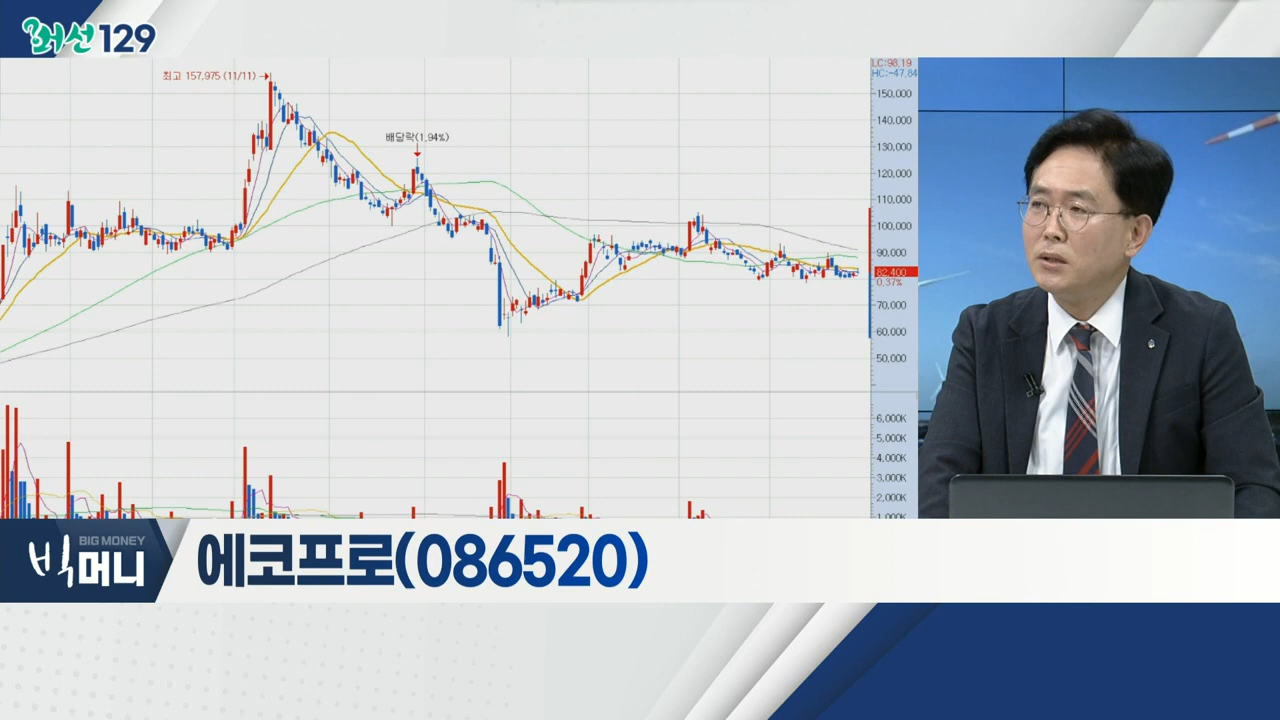 머선129
최고 157,975 (11/11)→
배당락(1.94%)
LC:98.19
HC:-47.84
150,000
140,000
130,000
120,000
110,000
100,000
90,000
82,400
0.37%
70,000
60,000
50,000
6,000K
5,000K
4,000K
3,000K
2,000K
1,000K
BIG MONEY
빅머니
에코프로(086520)